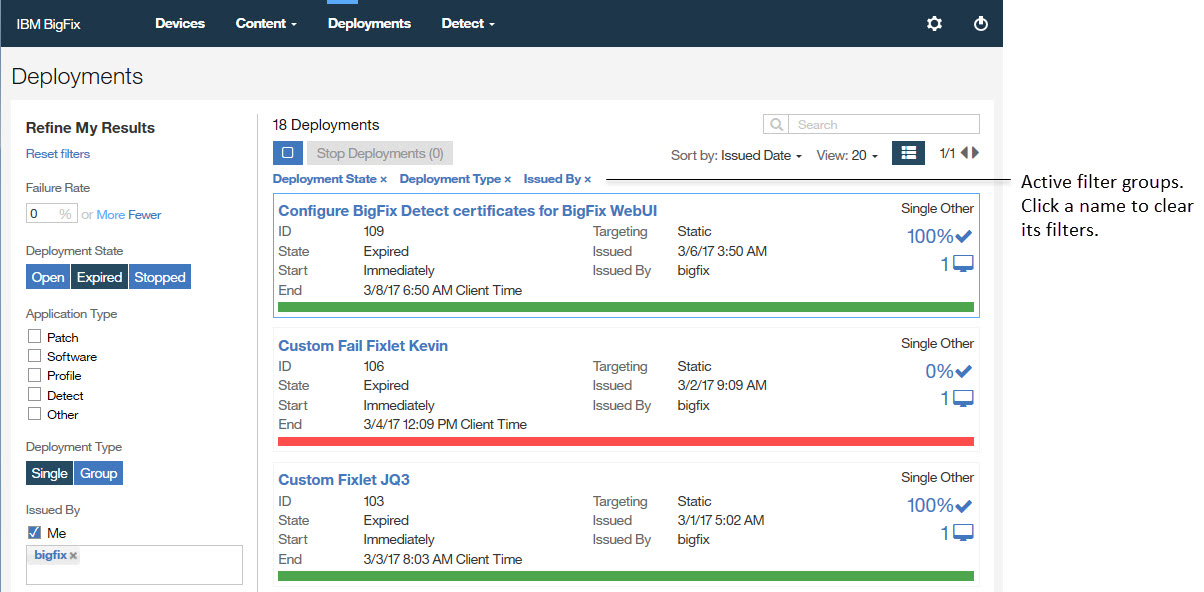 IBM BigFix Devices Content Deployments Detect
Deployments
Refine My Results
Reset filters
Failure Rate
0 % or More Fewer
Deployment State
Open Expired Stopped
Application Type
Patch
Software
Profile
Detect
Other
Deployment Type
Single Group
Issued By
Me
bigfix ×
18 Deployments
Search
Stop Deployments (0)
Sort by: Issued Date View: 20 1/1
Deployment State × Deployment Type × Issued By ×
Configure BigFix Detect certificates for BigFix WebUI Single Other
ID 109 Targeting Static 100%
State Expired Issued 3/6/17 3:50 AM
Start Immediately Issued By bigfix 1
End 3/8/17 6:50 AM Client Time
Custom Fail Fixlet Kevin Single Other
ID 106 Targeting Static 0%
State Expired Issued 3/2/17 9:09 AM
Start Immediately Issued By bigfix 1
End 3/4/17 12:09 PM Client Time
Custom Fixlet JQ3 Single Other
ID 103 Targeting Static 100%
State Expired Issued 3/1/17 5:02 AM
Start Immediately Issued By bigfix 1
End 3/3/17 8:03 AM Client Time
Active filter groups.
Click a name to clear
its filters.